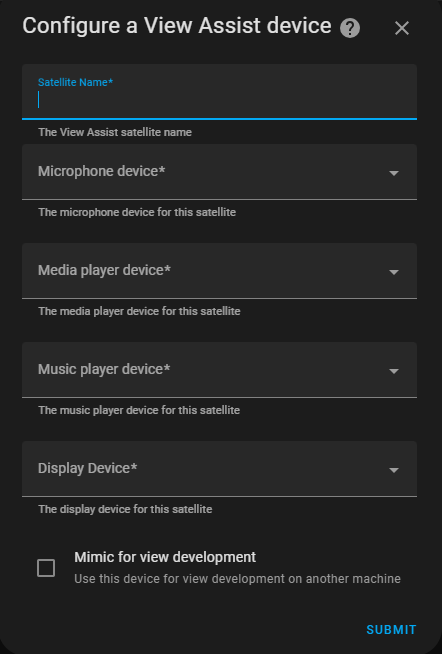 Configure a View Assist device ?
Satellite Name*
The View Assist satellite name
Microphone device*
The microphone device for this satellite
Media player device*
The media player device for this satellite
Music player device*
The music player device for this satellite
Display Device*
The display device for this satellite
Mimic for view development
Use this device for view development on another machine
SUBMIT